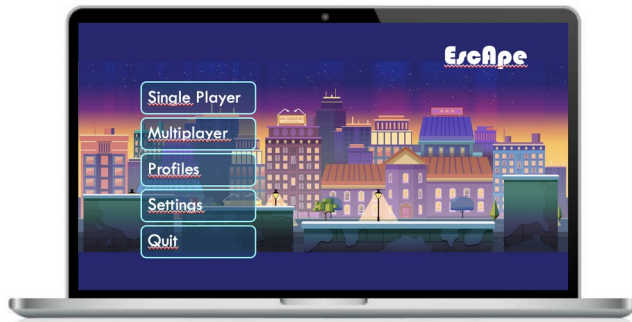 EscApe
Single Player
Multiplayer
Profiles
Settings
Quit